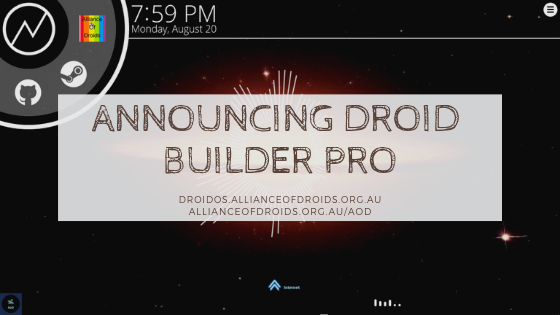 7:59 PM
Monday, August 20
Alliance
Of
Droids
ANNOUNCING DROID
BUILDER PRO
DROIDOS.ALLIANCEOFDROIDS.ORG.AU
ALLIANCEOFDROIDS.ORG.AU/AOD
Internet